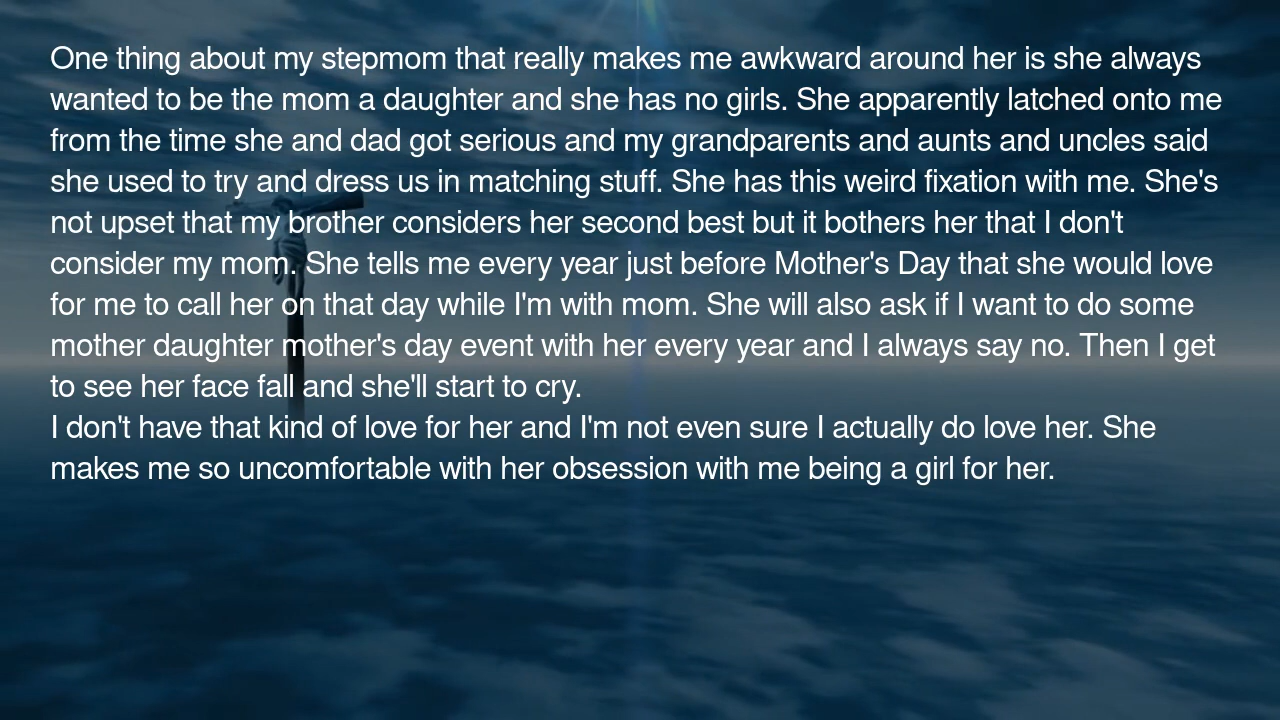 One thing about my stepmom that really makes me awkward around her is she always
wanted to be the mom a daughter and she has no girls. She apparently latched onto me
from the time she and dad got serious and my grandparents and aunts and uncles said
she used to try and dress us in matching stuff. She has this weird fixation with me. She's
not upset that my brother considers her second best but it bothers her that I don't
consider my mom. She tells me every year just before Mother's Day that she would love
for me to call her on that day while I'm with mom. She will also ask if I want to do some
mother daughter mother's day event with her every year and I always say no. Then I get
to see her face fall and she'll start to cry.
I don't have that kind of love for her and I'm not even sure I actually do love her. She
makes me so uncomfortable with her obsession with me being a girl for her.